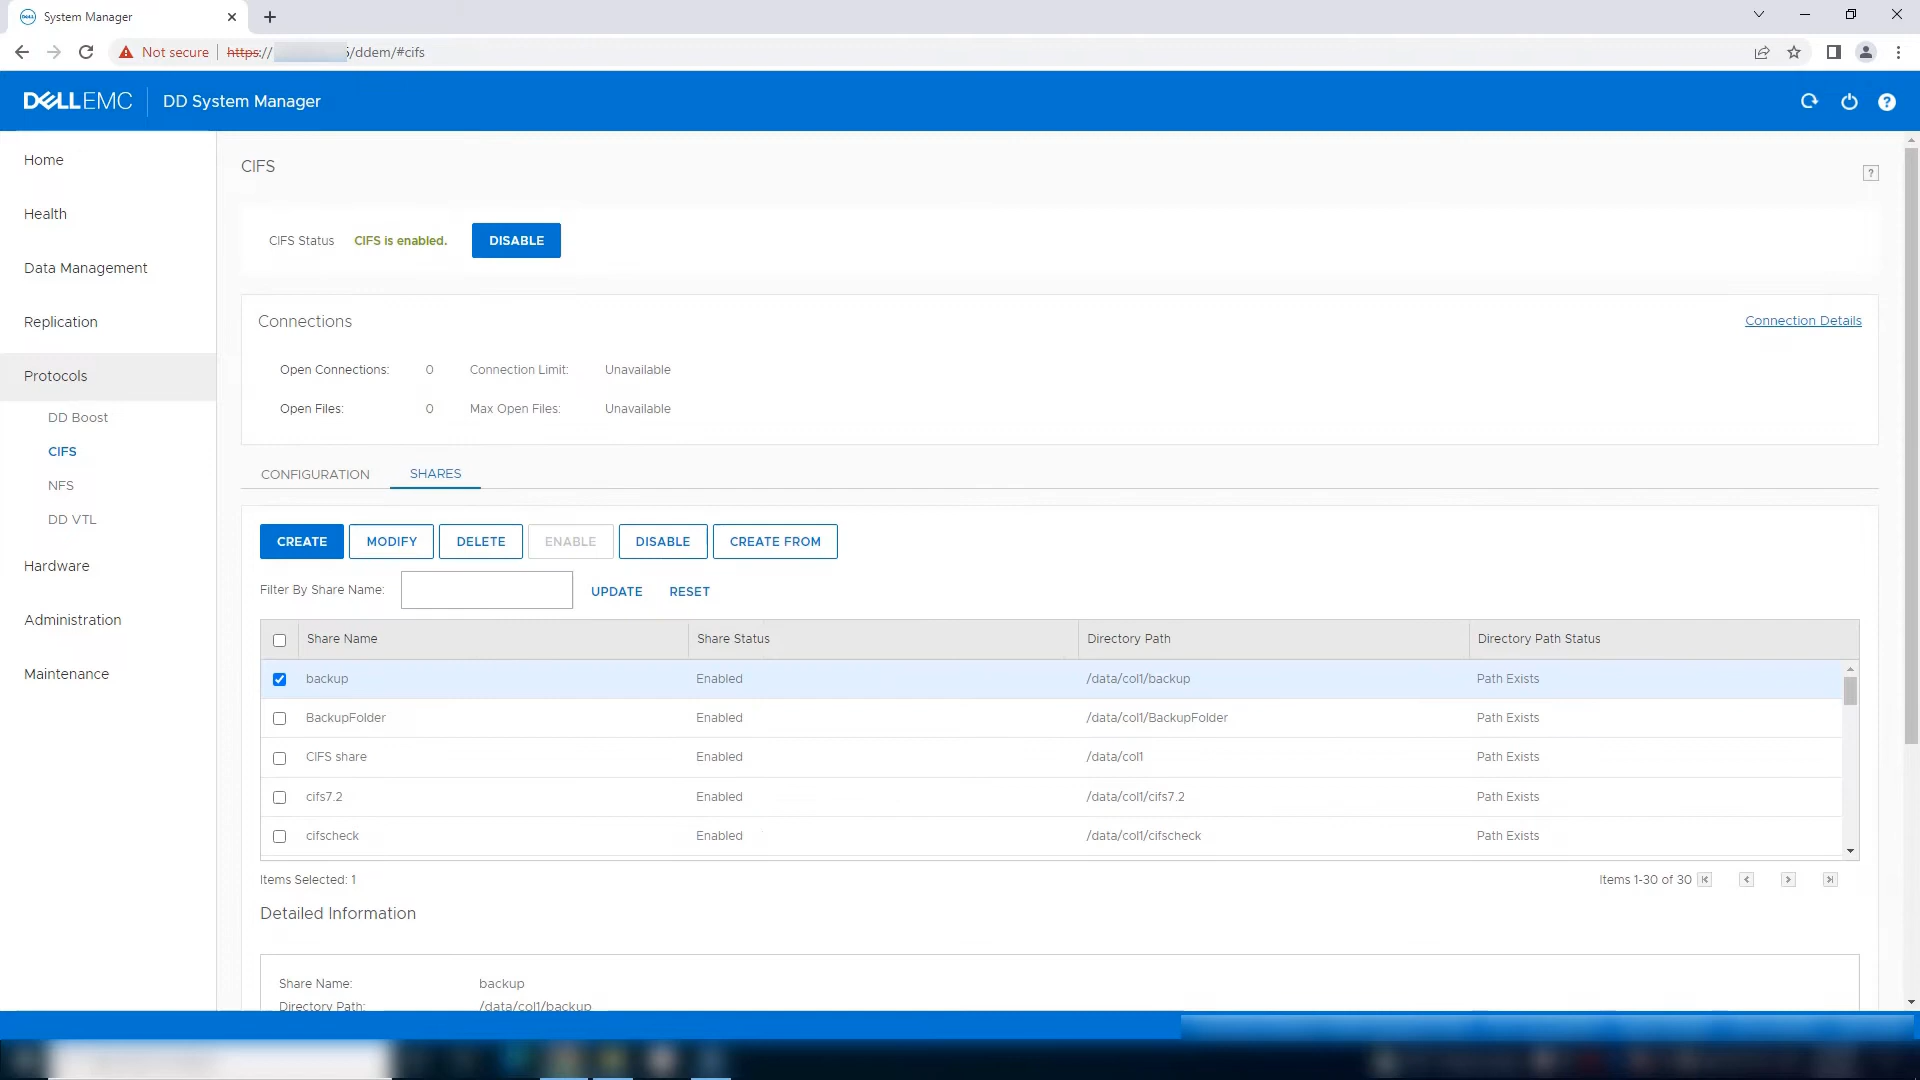 System Manager
Not secure https:// /ddem/#cifs
DELLEMC DD System Manager
Home
Health
Data Management
Replication
Protocols
DD Boost
CIFS
NFS
DD VTL
Hardware
Administration
Maintenance
CIFS
?
CIFS Status CIFS is enabled. DISABLE
Connections Connection Details
Open Connections: 0 Connection Limit: Unavailable
Open Files: 0 Max Open Files: Unavailable
CONFIGURATION SHARES
CREATE MODIFY DELETE ENABLE DISABLE CREATE FROM
Filter By Share Name: UPDATE RESET
Share Name Share Status Directory Path Directory Path Status
backup Enabled /data/col1/backup Path Exists
BackupFolder Enabled /data/col1/BackupFolder Path Exists
CIFS share Enabled /data/col1 Path Exists
cifs7.2 Enabled /data/col1/cifs7.2 Path Exists
cifscheck Enabled /data/col1/cifscheck Path Exists
Items Selected: 1 Items 1-30 of 30
Detailed Information
Share Name: backup
Directory Path: /data/col1/backup